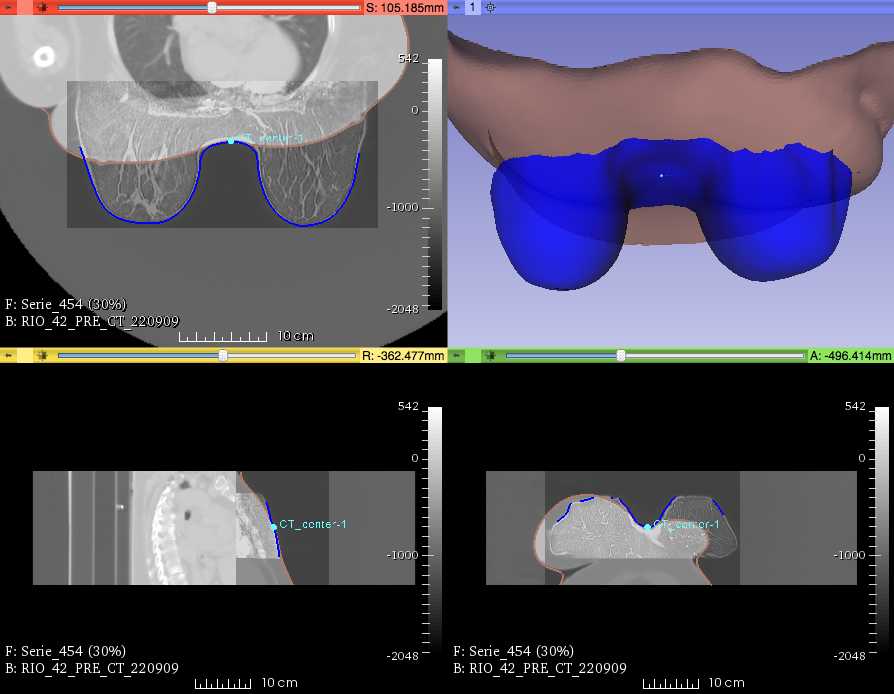 S: 105.185mm
1
542
0
CT_center-1
-1000
-2048
F: Serie_454 (30%)
B: RIO_42_PRE_CT_220909
10 cm
R: -362.477mm
A: -496.414mm
542
0
CT_center-1
-1000
-2048
F: Serie_454 (30%)
B: RIO_42_PRE_CT_220909
10 cm
542
0
CT_center-1
-1000
-2048
F: Serie_454 (30%)
B: RIO_42_PRE_CT_220909
10 cm